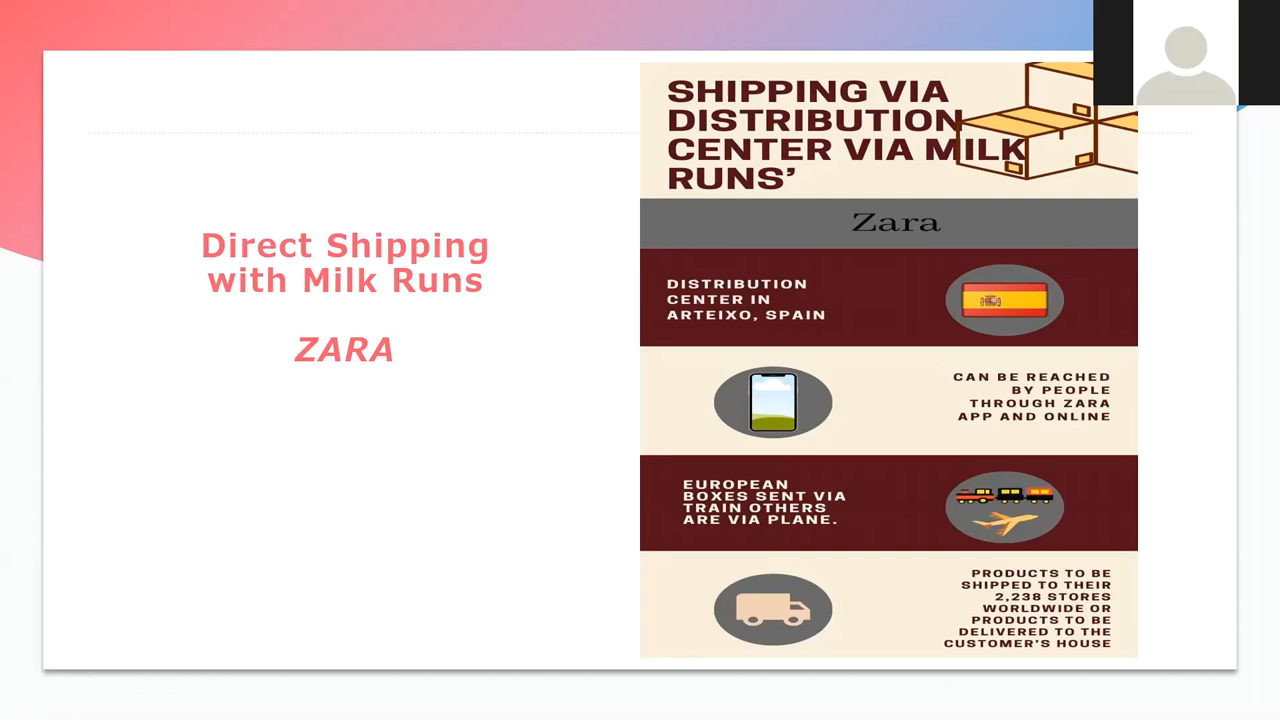 Direct Shipping
with Milk Runs
ZARA
SHIPPING VIA
DISTRIBUTION
CENTER VIA MILK
RUNS’
Zara
DISTRIBUTION
CENTER IN
ARTEIXO, SPAIN
CAN BE REACHED
BY PEOPLE
THROUGH ZARA
APP AND ONLINE
EUROPEAN
BOXES SENT VIA
TRAIN OTHERS
ARE VIA PLANE.
PRODUCTS TO BE
SHIPPED TO THEIR
2,238 STORES
WORLDWIDE OR
PRODUCTS TO BE
DELIVERED TO THE
CUSTOMER’S HOUSE